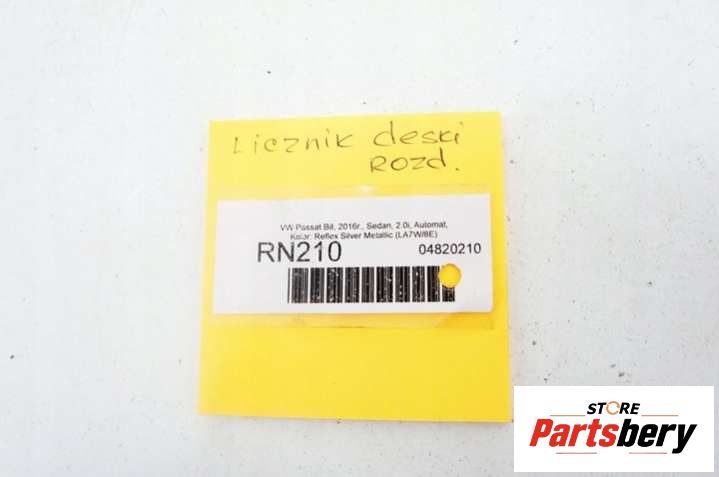 Licznik deski
Rozd.
VW Passat Bil, 2016r., Sedan, 2.0i, Automat,
Kolor: Reflex Silver Metallic (LA7W/8E)
RN210 04820210
STORE
Partsbery